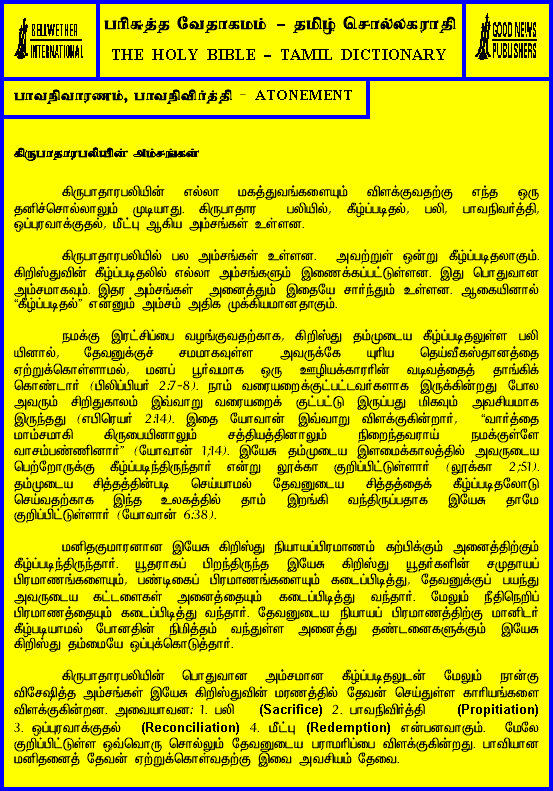 BELLWETHER
INTERNATIONAL
பரிசுத்த வேதாகமம் – தமிழ் சொல்லகராதி
THE HOLY BIBLE – TAMIL DICTIONARY
GOOD NEWS
PUBLISHERS
பாவநிவாரணம், பாவநிவிர்த்தி - ATONEMENT
கிருபாதாரபலியின் அம்சங்கள்
கிருபாதாரபலியின் எல்லா மகத்துவங்களையும் விளக்குவதற்கு எந்த ஒரு
தனிச்சொல்லாலும் முடியாது. கிருபாதார பலியில், கீழ்ப்படிதல், பலி, பாவநிவர்த்தி,
ஒப்புரவாக்குதல், மீட்பு ஆகிய அம்சங்கள் உள்ளன.
கிருபாதாரபலியில் பல அம்சங்கள் உள்ளன. அவற்றுள் ஒன்று கீழ்ப்படிதலாகும்.
கிறிஸ்துவின் கீழ்ப்படிதலில் எல்லா அம்சங்களும் இணைக்கப்பட்டுள்ளன. இது பொதுவான
அம்சமாகவும். இதர அம்சங்கள் அனைத்தும் இதையே சார்ந்தும் உள்ளன. ஆகையினால்
“கீழ்ப்படிதல்” என்னும் அம்சம் அதிக முக்கியமானதாகும்.
நமக்கு இரட்சிப்பை வழங்குவதற்காக, கிறிஸ்து தம்முடைய கீழ்ப்படிதலுள்ள பலி
யினால், தேவனுக்குச் சமமாகவுள்ள அவருக்கே யுரிய தெய்வீகஸ்தானத்தை
ஏற்றுக்கொள்ளாமல், மனப் பூர்வமாக ஒரு ஊழியக்காரரின் வடிவத்தைத் தாங்கிக்
கொண்டார் (பிலிப்பியர் 2:7-8). நாம் வரையறைக்குட்பட்டவர்களாக இருக்கின்றது போல
அவரும் சிறிதுகாலம் இவ்வாறு வரையறைக் குட்பட்டு இருப்பது மிகவும் அவசியமாக
இருந்தது (எபிரெயர் 2:14). இதை யோவான் இவ்வாறு விளக்குகின்றார், “வார்த்தை
மாம்சமாகி கிருபையினாலும் சத்தியத்தினாலும் நிறைந்தவராய் நமக்குள்ளே
வாசம்பண்ணினார்” (யோவான் 1;14). இயேசு தம்முடைய இளமைக்காலத்தில் அவருடைய
பெற்றோருக்கு கீழ்ப்படிந்திருந்தார் என்று லூக்கா குறிப்பிட்டுள்ளார் (லூக்கா 2;51).
தம்முடைய சித்தத்தின்படி செய்யாமல் தேவனுடைய சித்தத்தைக் கீழ்ப்படிதலோடு
செய்வதற்காக இந்த உலகத்தில் தாம் இறங்கி வந்திருப்பதாக இயேசு தாமே
குறிப்பிட்டுள்ளார் (யோவான் 6:38).
மனிதகுமாரனான இயேசு கிறிஸ்து நியாயப்பிரமாணம் கற்பிக்கும் அனைத்திற்கும்
கீழ்ப்படிந்திருந்தார். யூதராகப் பிறந்திருந்த இயேசு கிறிஸ்து யூதர்களின் சமுதாயப்
பிரமாணங்களையும், பண்டிகைப் பிரமாணங்களையும் கடைப்பிடித்து, தேவனுக்குப் பயந்து
அவருடைய கட்டளைகள் அனைத்தையும் கடைப்பிடித்து வந்தார். மேலும் நீதிநெறிப்
பிரமாணத்தையும் கடைப்பிடித்து வந்தார். தேவனுடைய நியாயப் பிரமாணத்திற்கு மானிடர்
கீழ்படியாமல் போனதின் நிமித்தம் வந்துள்ள அனைத்து தண்டனைகளுக்கும் இயேசு
கிறிஸ்து தம்மையே ஒப்புக்கொடுத்தார்.
கிருபாதாரபலியின் பொதுவான அம்சமான கீழ்ப்படிதலுடன் மேலும் நான்கு
விசேஷித்த அம்சங்கள் இயேசு கிறிஸ்துவின் மரணத்தில் தேவன் செய்துள்ள காரியங்களை
விளக்குகின்றன. அவையாவன: 1. பலி (Sacrifice) 2. பாவநிவிர்த்தி (Propitiation)
3. ஒப்புரவாக்குதல் (Reconciliation) 4. மீட்பு (Redemption) என்பனவாகும். மேலே
குறிப்பிட்டுள்ள ஒவ்வொரு சொல்லும் தேவனுடைய பராமரிப்பை விளக்குகின்றது. பாவியான
மனிதனைத் தேவன் ஏற்றுக்கொள்வதற்கு இவை அவசியம் தேவை.